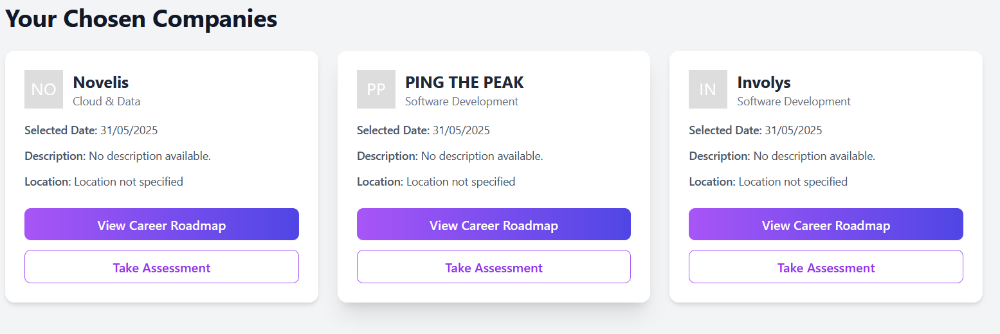 Your Chosen Companies
NO
Novelis
Cloud & Data
Selected Date: 31/05/2025
Description: No description available.
Location: Location not specified
View Career Roadmap
Take Assessment
PP
PING THE PEAK
Software Development
Selected Date: 31/05/2025
Description: No description available.
Location: Location not specified
View Career Roadmap
Take Assessment
IN
Involys
Software Development
Selected Date: 31/05/2025
Description: No description available.
Location: Location not specified
View Career Roadmap
Take Assessment